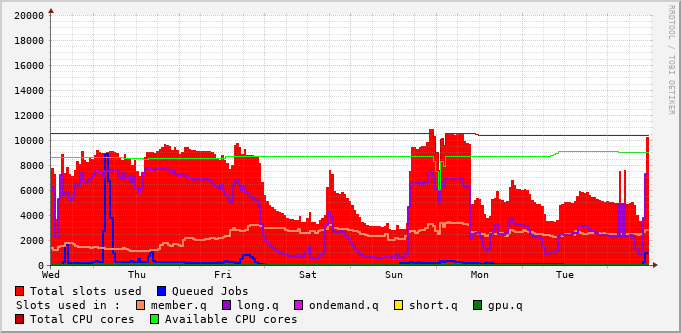 20000
18000
16000
14000
12000
10000
8000
6000
4000
2000
0
Wed Thu Fri Sat Sun Mon Tue
RRDTOOL / TOBI OETIKER
Total slots used Queued Jobs
Slots used in : member.q long.q ondemand.q short.q gpu.q
Total CPU cores Available CPU cores